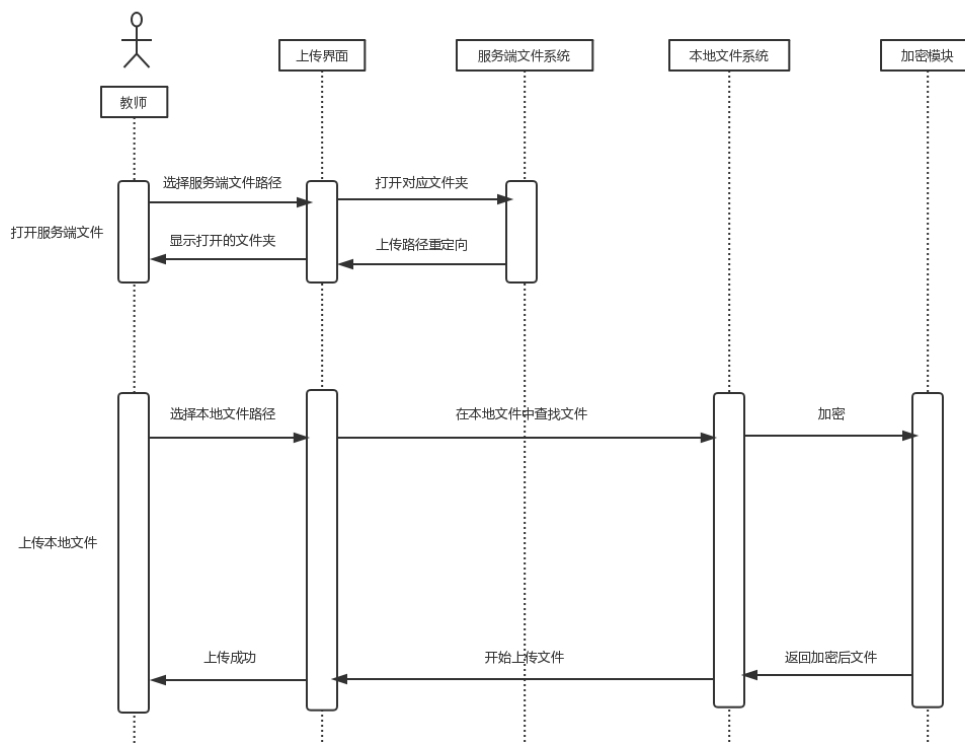 上传界面
服务端文件系统
本地文件系统
加密模块
教师
选择服务端文件路径
打开对应文件夹
打开服务端文件
显示打开的文件夹
上传路径重定向
选择本地文件路径
在本地文件中查找文件
加密
上传本地文件
上传成功
开始上传文件
返回加密后文件